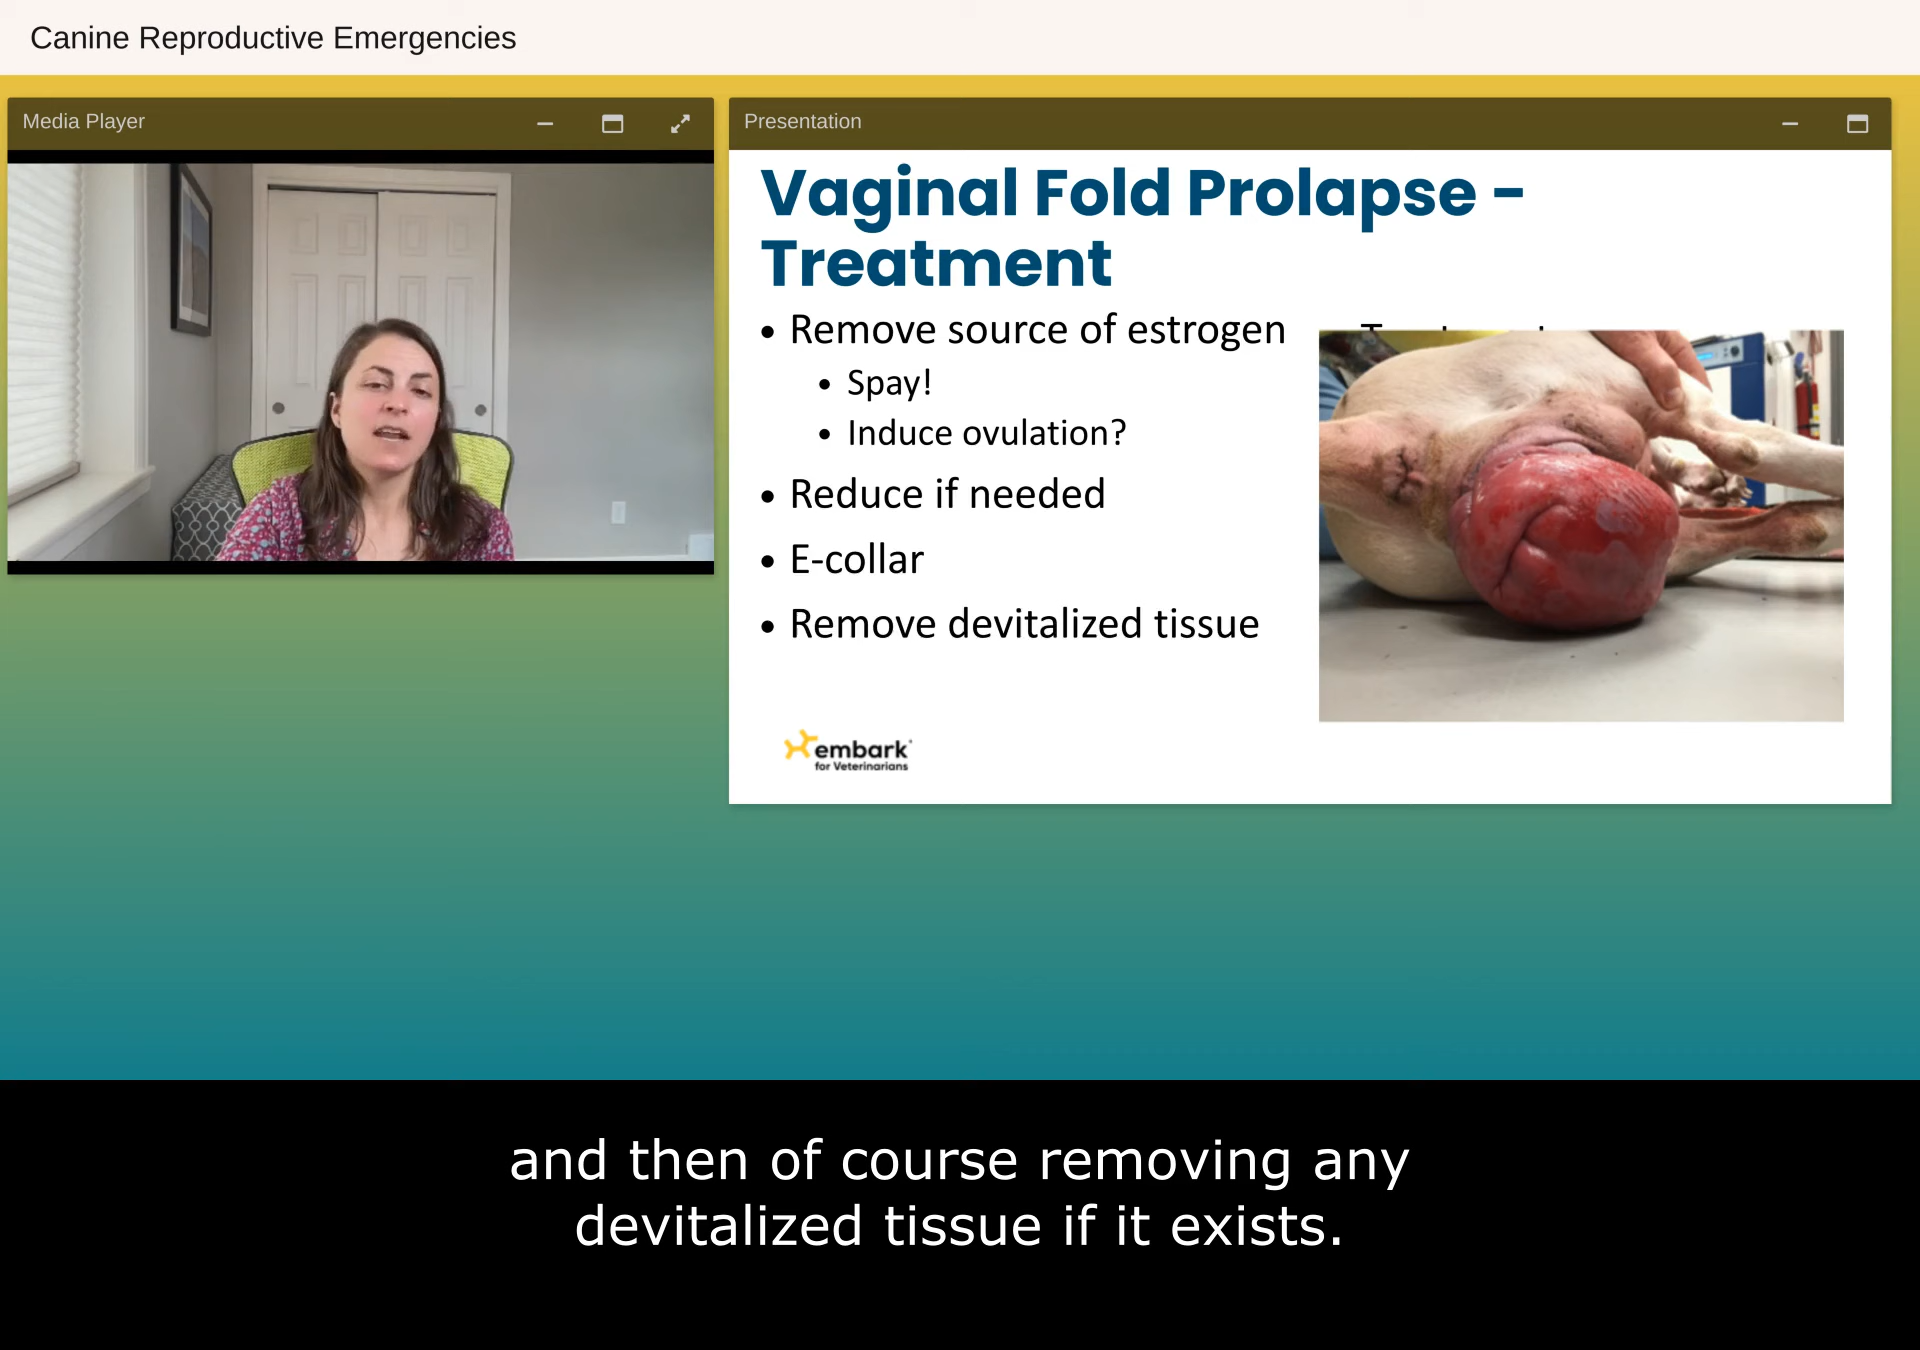 Canine Reproductive Emergencies
Media Player
Presentation
Vaginal Fold Prolapse -
Treatment
• Remove source of estrogen
• Spay!
• Induce ovulation?
• Reduce if needed
• E-collar
• Remove devitalized tissue
embark
for Veterinarians
and then of course removing any
devitalized tissue if it exists.